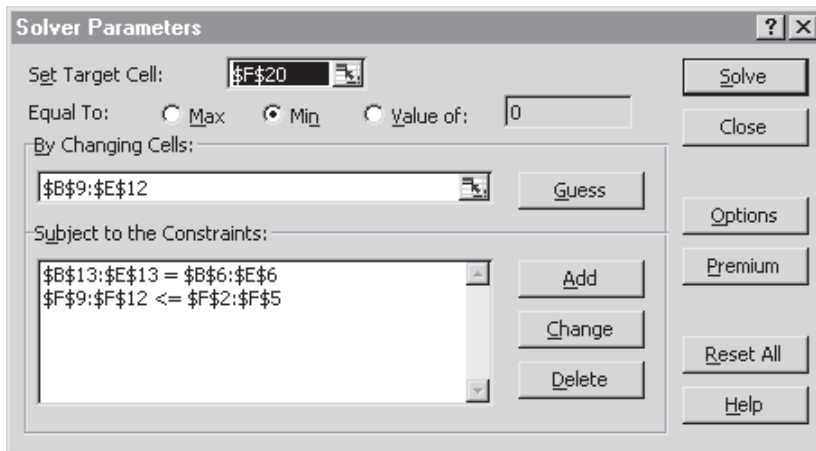 Solver Parameters
? X
Set Target Cell: $F$20
Solve
Equal To: Max Min Value of: 0
Close
By Changing Cells:
$B$9:$E$12
Guess
Options
Subject to the Constraints:
$B$13:$E$13 = $B$6:$E$6
$F$9:$F$12 <= $F$2:$F$5
Add
Premium
Change
Reset All
Delete
Help